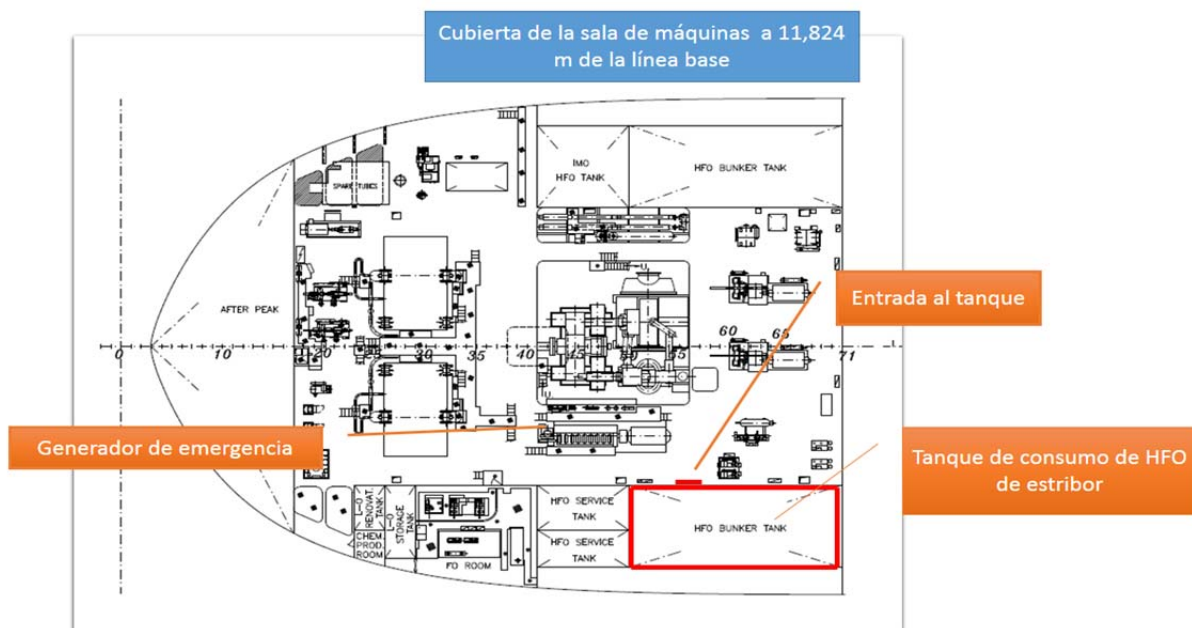 Cubierta de la sala de máquinas a 11,824
m de la línea base
IMO
HFO TANK
HFO BUNKER TANK
SPARE TUBES
Entrada al tanque
AFTER PEAK
60
65
0
10
20
25
30
35
40
45
50
55
71
Generador de emergencia
Tanque de consumo de HFO
de estribor
L-O
RENOVAT.
TANK
CHEM.
PROD.
ROOM
L-O
STORAGE
TANK
FO ROOM
HFO SERVICE
TANK
HFO SERVICE
TANK
HFO BUNKER TANK